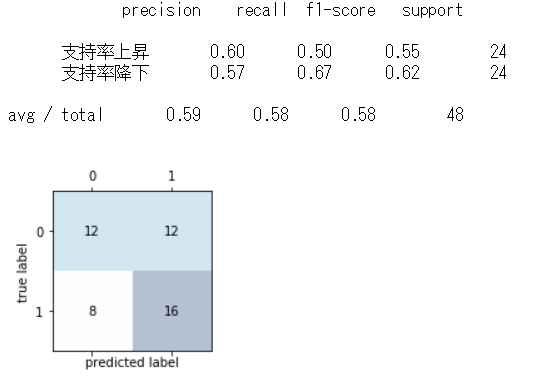 precision recall f1-score support
支持率上昇 0.60 0.50 0.55 24
支持率降下 0.57 0.67 0.62 24
avg / total 0.59 0.58 0.58 48
0 1
0 12 12
true label
1 8 16
predicted label